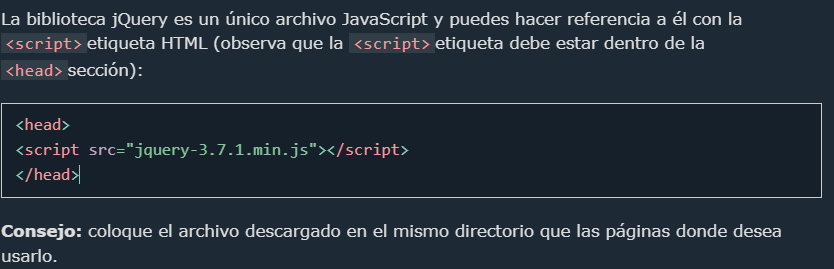 La biblioteca jQuery es un único archivo JavaScript y puedes hacer referencia a él con la
<script> etiqueta HTML (observa que la <script> etiqueta debe estar dentro de la
<head> sección):
<head>
<script src="jquery-3.7.1.min.js"></script>
</head>
Consejo: coloque el archivo descargado en el mismo directorio que las páginas donde desea
usarlo.